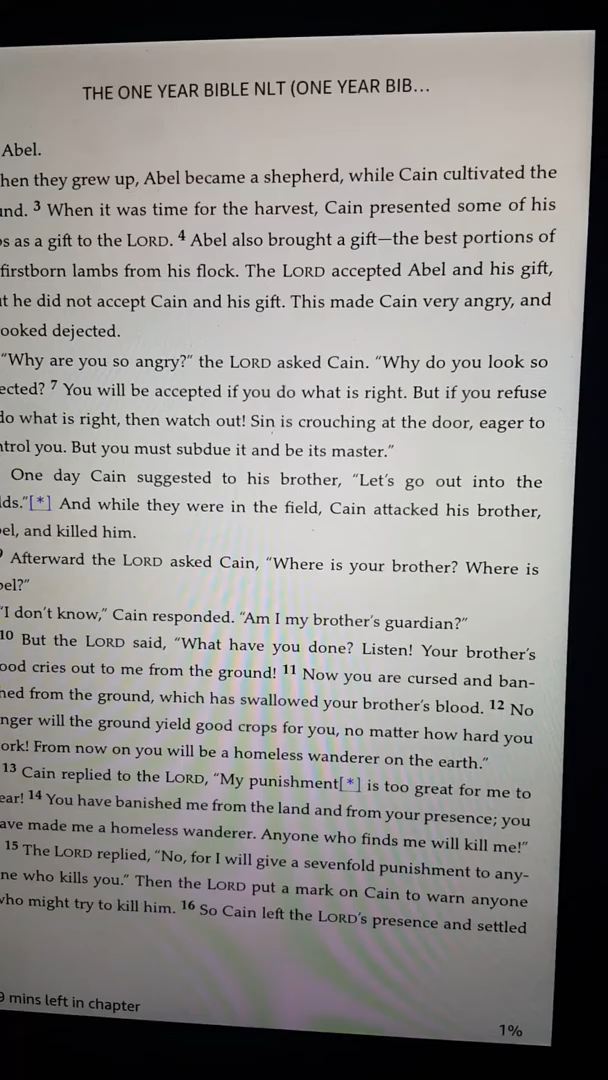 THE ONE YEAR BIBLE NLT (ONE YEAR BIB...
Abel.
hen they grew up, Abel became a shepherd, while Cain cultivated the
und. 3 When it was time for the harvest, Cain presented some of his
s as a gift to the LORD. 4 Abel also brought a gift—the best portions of
firstborn lambs from his flock. The LORD accepted Abel and his gift,
t he did not accept Cain and his gift. This made Cain very angry, and
ooked dejected.
“Why are you so angry?” the LORD asked Cain. “Why do you look so
ected? 7 You will be accepted if you do what is right. But if you refuse
do what is right, then watch out! Sin is crouching at the door, eager to
ntrol you. But you must subdue it and be its master.”
One day Cain suggested to his brother, “Let’s go out into the
lds.”[*] And while they were in the field, Cain attacked his brother,
el, and killed him.
9 Afterward the LORD asked Cain, “Where is your brother? Where is
bel?”
“I don’t know,” Cain responded. “Am I my brother’s guardian?”
10 But the LORD said, “What have you done? Listen! Your brother’s
ood cries out to me from the ground! 11 Now you are cursed and ban-
hed from the ground, which has swallowed your brother’s blood. 12 No
nger will the ground yield good crops for you, no matter how hard you
ork! From now on you will be a homeless wanderer on the earth.”
13 Cain replied to the LORD, “My punishment[*] is too great for me to
ear! 14 You have banished me from the land and from your presence; you
ave made me a homeless wanderer. Anyone who finds me will kill me!”
15 The LORD replied, “No, for I will give a sevenfold punishment to any-
ne who kills you.” Then the LORD put a mark on Cain to warn anyone
who might try to kill him. 16 So Cain left the LORD’s presence and settled
9 mins left in chapter
1%